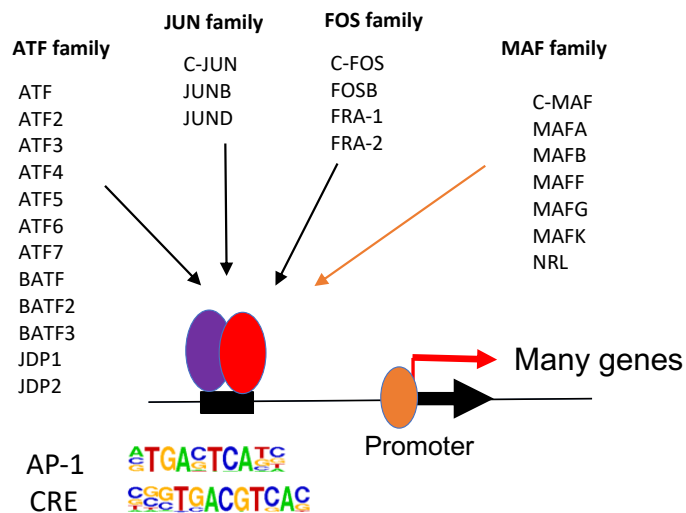 ATF family
ATF
ATF2
ATF3
ATF4
ATF5
ATF6
ATF7
BATF
BATF2
BATF3
JDP1
JDP2
JUN family
C-JUN
JUNB
JUND
FOS family
C-FOS
FOSB
FRA-1
FRA-2
MAF family
C-MAF
MAFA
MAFB
MAFF
MAFG
MAFK
NRL
Many genes
Promoter
AP-1
CRE